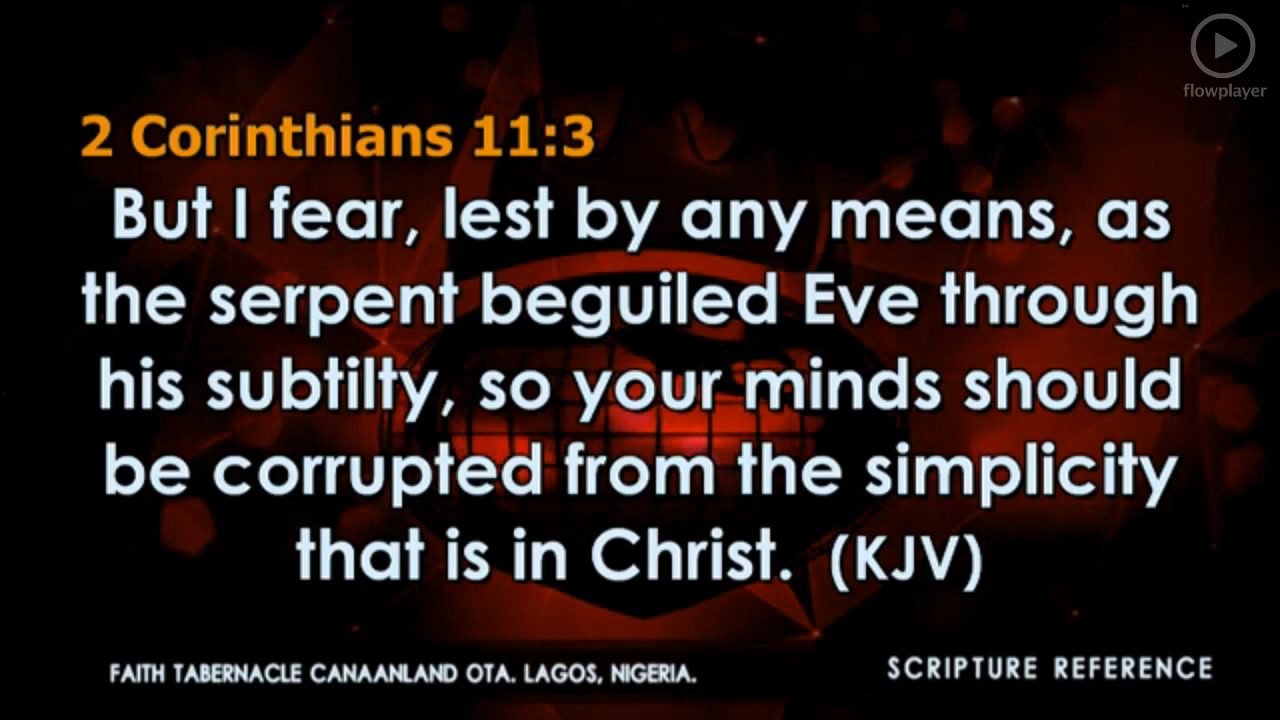 flowplayer
2 Corinthians 11:3
But I fear, lest by any means, as
the serpent beguiled Eve through
his subtilty, so your minds should
be corrupted from the simplicity
that is in Christ. (KJV)
FAITH TABERNACLE CANAANLAND OTA. LAGOS, NIGERIA.
SCRIPTURE REFERENCE